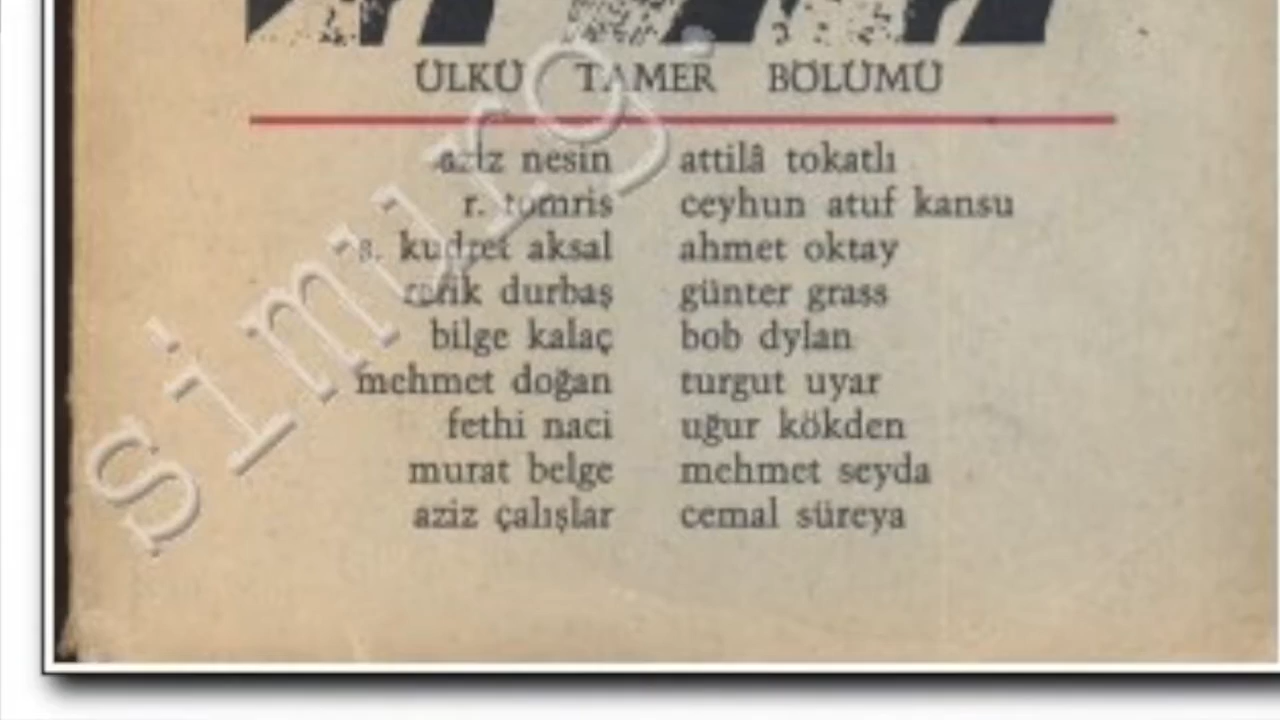 ÜLKÜ TAMER BÖLÜMÜ
aziz nesin attilâ tokatlı
r. tomris ceyhun atuf kansu
s. kudret aksal ahmet oktay
refik durbaş günter grass
bilge kalaç bob dylan
mehmet doğan turgut uyar
fethi naci uğur kökden
murat belge mehmet seyda
aziz çalışlar cemal süreya
simurg